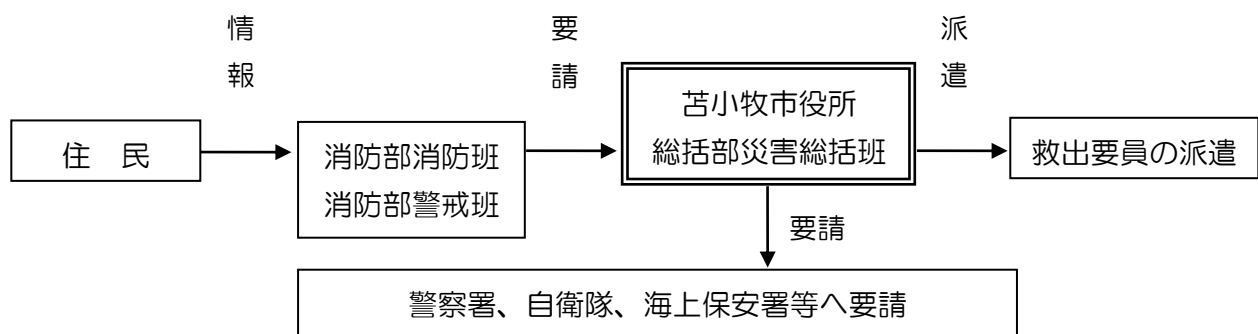 情報
要請
派遣
住　民
消防部消防班
消防部警戒班
苫小牧市役所
総括部災害総括班
救出要員の派遣
要請
警察署、自衛隊、海上保安署等へ要請